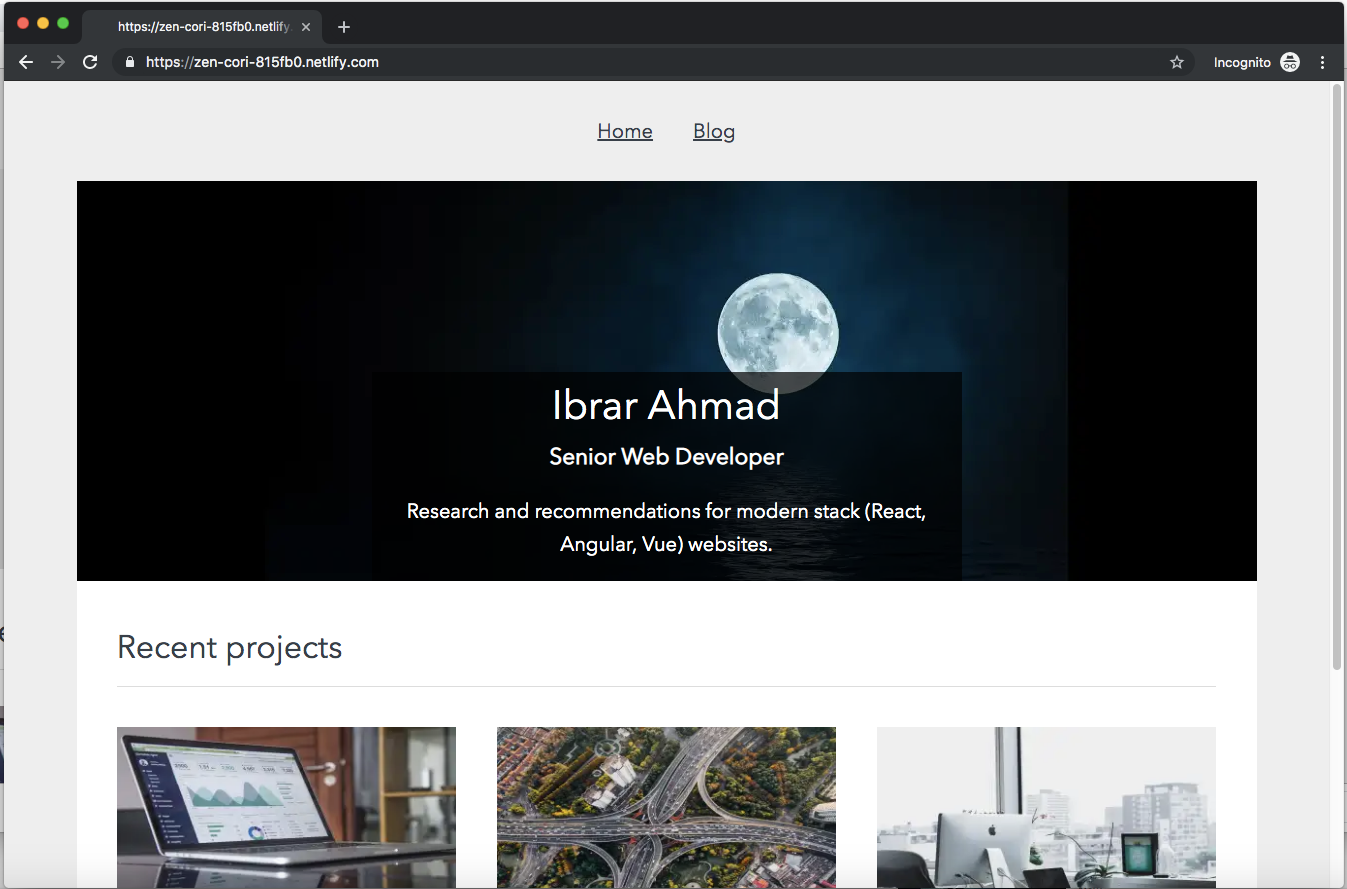 https://zen-cori-815fb0.netlify.
https://zen-cori-815fb0.netlify.com
Incognito
Home
Blog
Ibrar Ahmad
Senior Web Developer
Research and recommendations for modern stack (React,
Angular, Vue) websites.
Recent projects